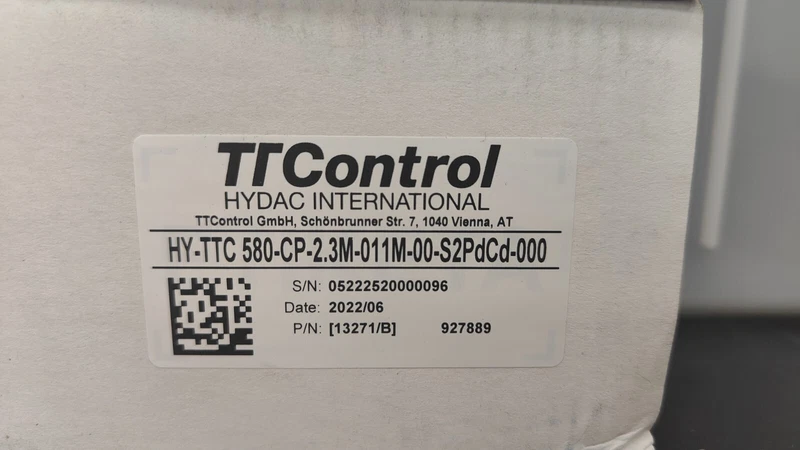 TTControl
HYDAC INTERNATIONAL
TTControl GmbH, Schönbrunner Str. 7, 1040 Vienna, AT
HY-TTC 580-CP-2.3M-011M-00-S2PdCd-000
S/N: 05222520000096
Date: 2022/06
P/N: [13271/B] 927889